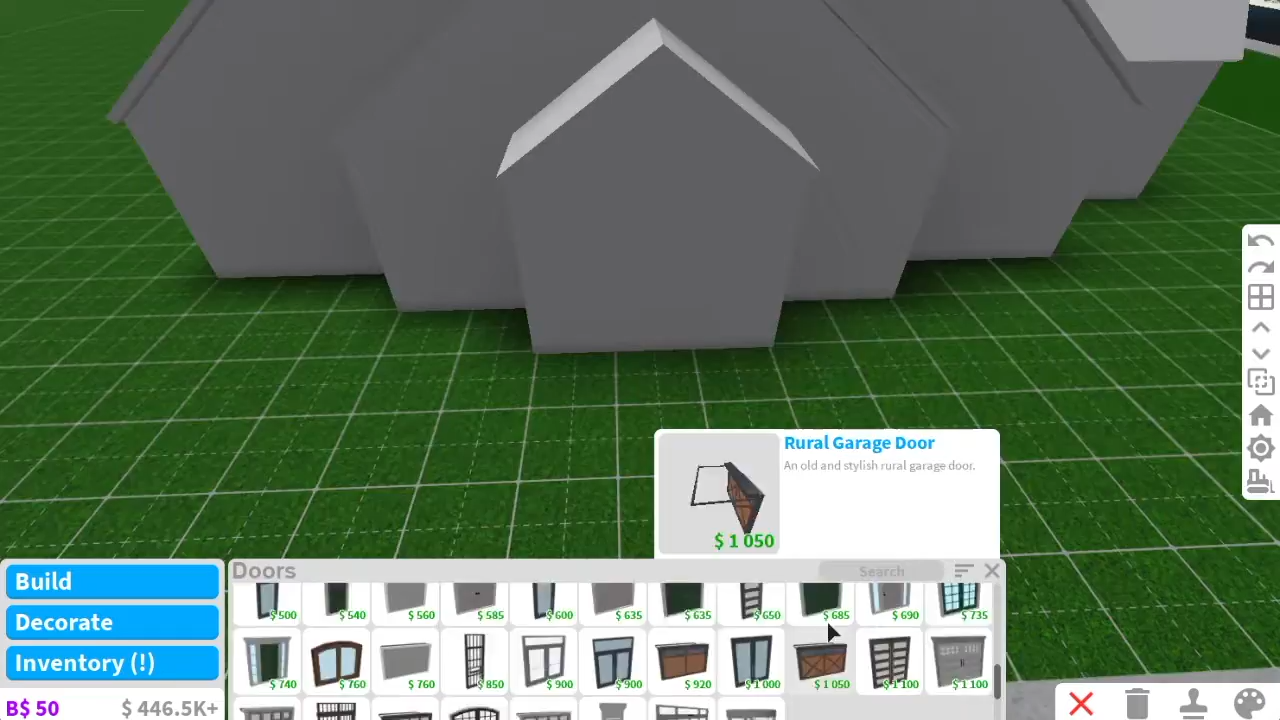 Rural Garage Door
An old and stylish rural garage door.
$ 1 050
Build
Decorate
Inventory (!)
B$ 50
$ 446.5K+
Doors
Search
$ 500 $ 540 $ 560 $ 585 $ 600 $ 635 $ 635 $ 650 $ 685 $ 690 $ 735
$ 740 $ 760 $ 760 $ 850 $ 900 $ 900 $ 920 $ 1 000 $ 1 050 $ 1 100 $ 1 100